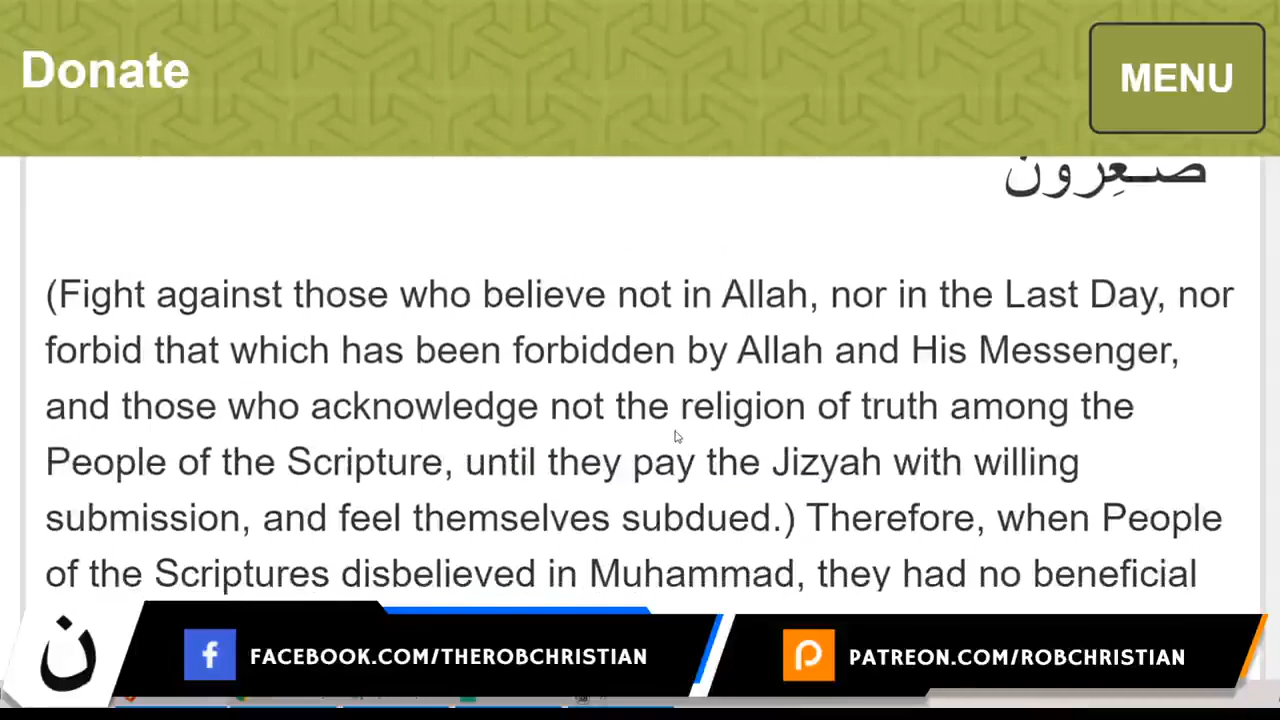 Donate
MENU
صـغِرون
(Fight against those who believe not in Allah, nor in the Last Day, nor
forbid that which has been forbidden by Allah and His Messenger,
and those who acknowledge not the religion of truth among the
People of the Scripture, until they pay the Jizyah with willing
submission, and feel themselves subdued.) Therefore, when People
of the Scriptures disbelieved in Muhammad, they had no beneficial
ن
FACEBOOK.COM/THEROBCHRISTIAN
PATREON.COM/ROBCHRISTIAN